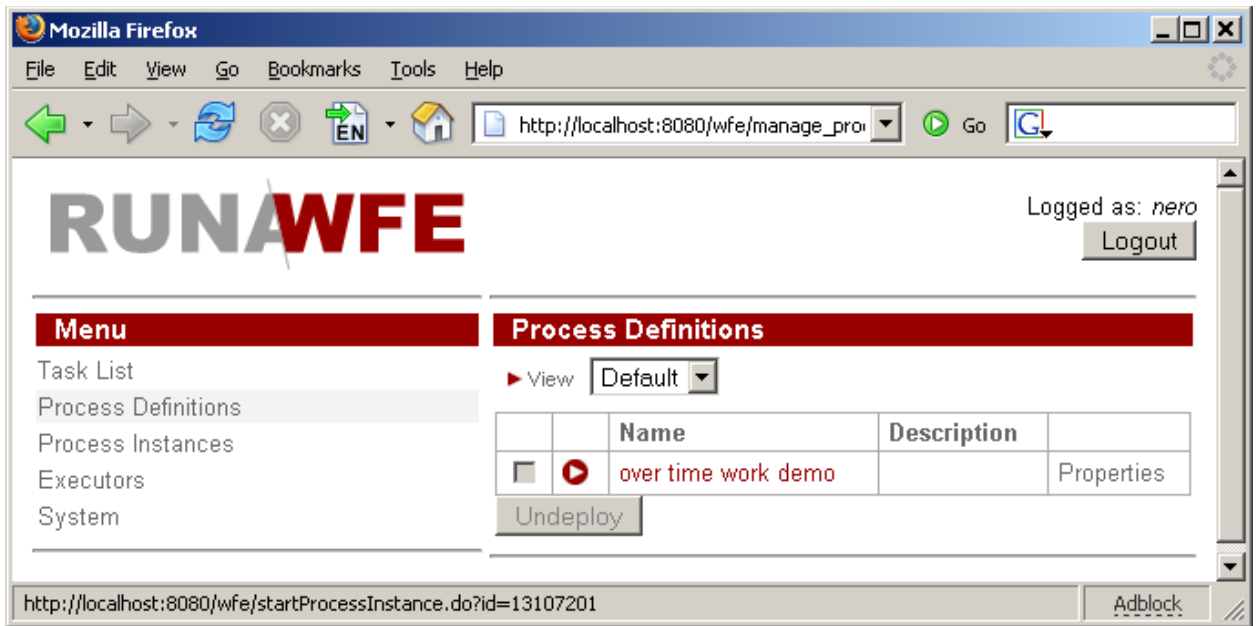 Mozilla Firefox
File Edit View Go Bookmarks Tools Help
EN http://localhost:8080/wfe/manage_pro Go G
RUNAWFE
Logged as: nero
Logout
Menu
Task List
Process Definitions
Process Instances
Executors
System
Process Definitions
View Default
Name Description
over time work demo Properties
Undeploy
http://localhost:8080/wfe/startProcessInstance.do?id=13107201 Adblock